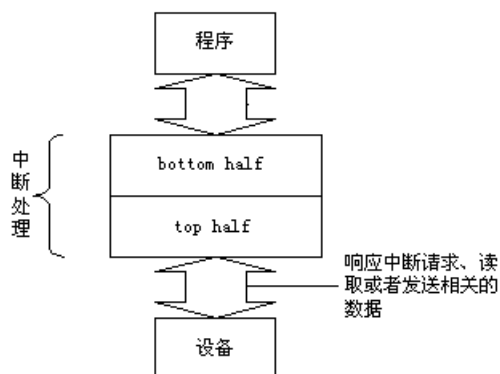 程序
中断处理
bottom half
top half
响应中断请求、读
取或者发送相关的
数据
设备